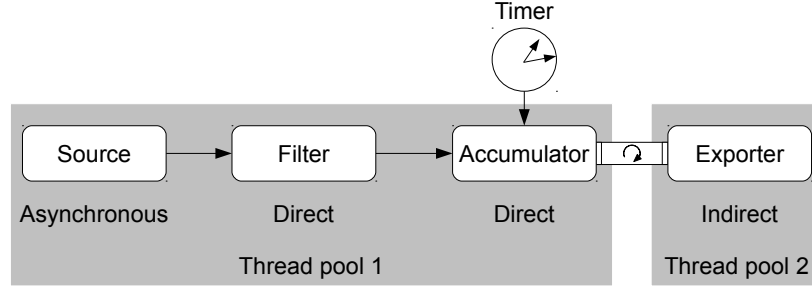 Timer
Source
Filter
Accumulator
Exporter
Asynchronous
Direct
Direct
Indirect
Thread pool 1
Thread pool 2